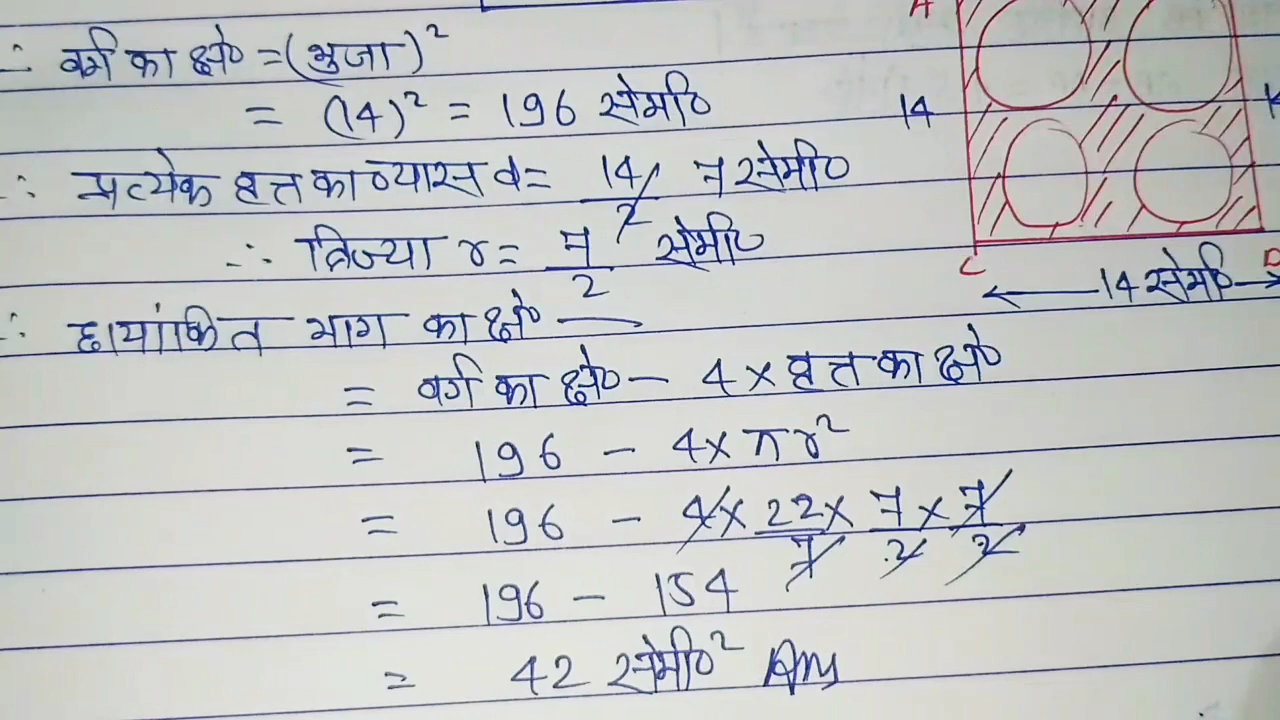 ∴ वर्ग का क्षे० = (भुजा)²
= (14)² = 196 सेमी०
∴ प्रत्येक वृत्त का व्यास व = 14/2 7 सेमी०
∴ त्रिज्या r = 7/2 सेमी०
∴ छायांकित भाग का क्षे० —
= वर्ग का क्षे० — 4 × वृत्त का क्षे०
= 196 — 4 × πr²
= 196 — 4 × 22/7 × 7/2 × 7/2
= 196 — 154
= 42 सेमी०² Ans
A
14
14
C
D
14 सेमी०